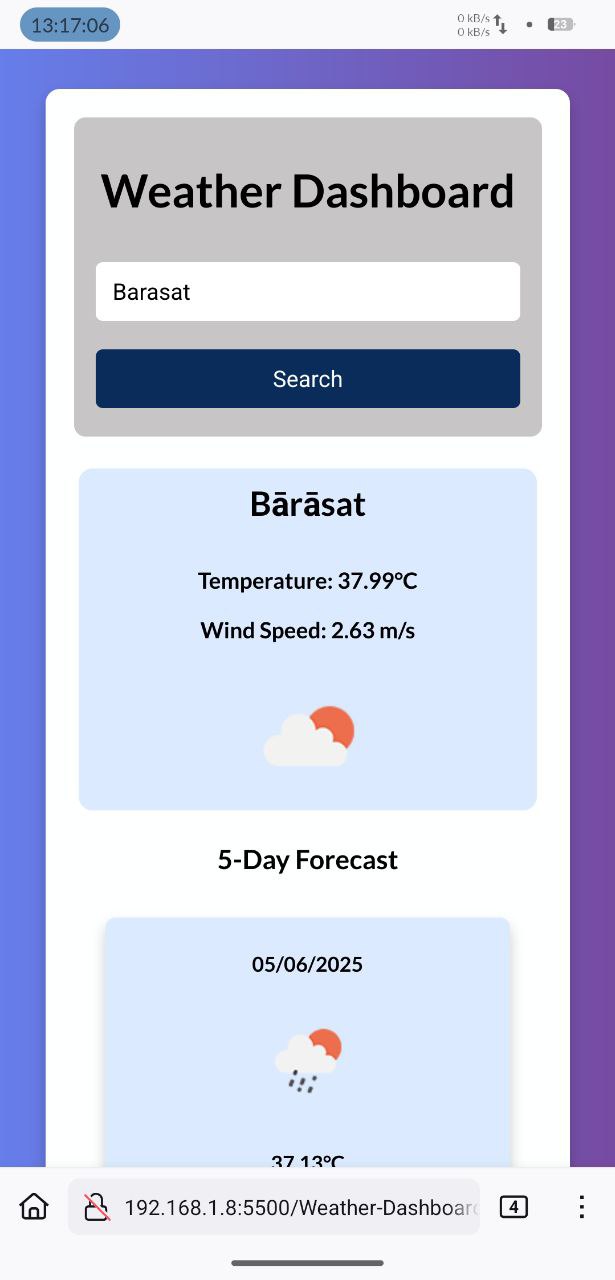 13:17:06
0 kB/s
0 kB/s
23
Weather Dashboard
Barasat
Search
Bārāsat
Temperature: 37.99°C
Wind Speed: 2.63 m/s
5-Day Forecast
05/06/2025
37.13°C
192.168.1.8:5500/Weather-Dashboard
4